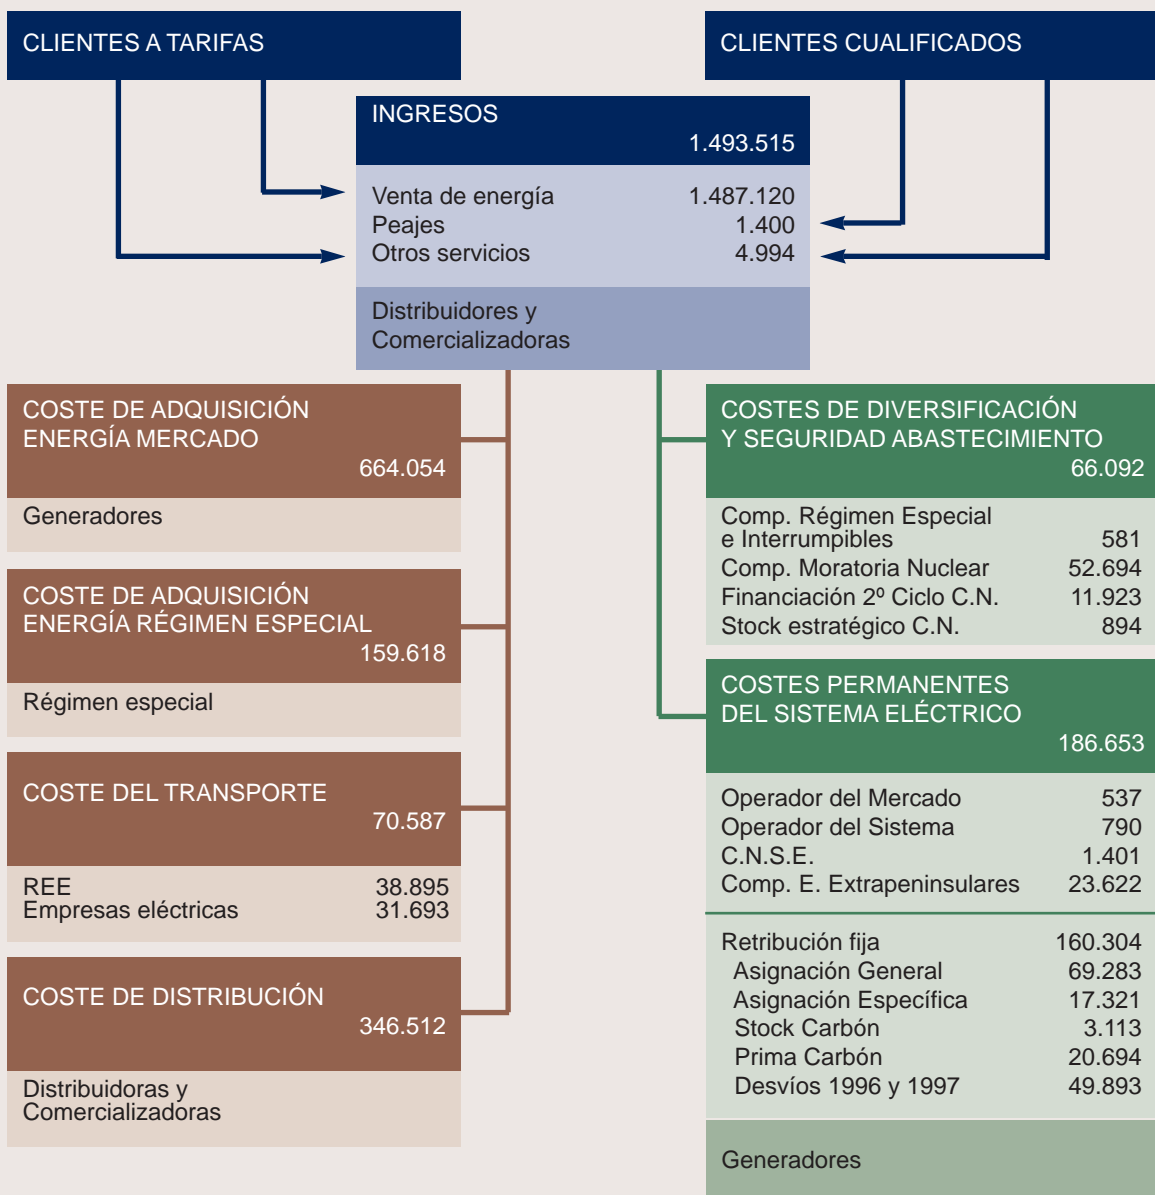 CLIENTES A TARIFAS
CLIENTES CUALIFICADOS
INGRESOS
1.493.515
Venta de energía 1.487.120
Peajes 1.400
Otros servicios 4.994
Distribuidores y
Comercializadoras
COSTE DE ADQUISICIÓN
ENERGÍA MERCADO
664.054
Generadores
COSTE DE ADQUISICIÓN
ENERGÍA RÉGIMEN ESPECIAL
159.618
Régimen especial
COSTE DEL TRANSPORTE
70.587
REE 38.895
Empresas eléctricas 31.693
COSTE DE DISTRIBUCIÓN
346.512
Distribuidoras y
Comercializadoras
COSTES DE DIVERSIFICACIÓN
Y SEGURIDAD ABASTECIMIENTO
66.092
Comp. Régimen Especial
e Interrumpibles 581
Comp. Moratoria Nuclear 52.694
Financiación 2º Ciclo C.N. 11.923
Stock estratégico C.N. 894
COSTES PERMANENTES
DEL SISTEMA ELÉCTRICO
186.653
Operador del Mercado 537
Operador del Sistema 790
C.N.S.E. 1.401
Comp. E. Extrapeninsulares 23.622
Retribución fija 160.304
Asignación General 69.283
Asignación Específica 17.321
Stock Carbón 3.113
Prima Carbón 20.694
Desvíos 1996 y 1997 49.893
Generadores